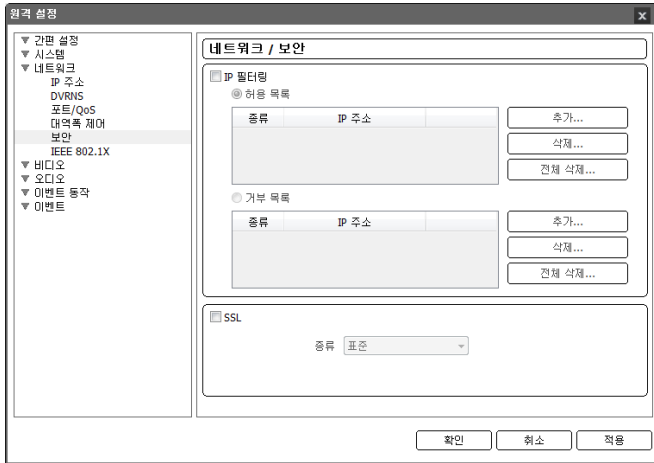 원격 설정
x
간편 설정
시스템
네트워크
IP 주소
DVRNS
포트/QoS
대역폭 제어
보안
IEEE 802.1X
비디오
오디오
이벤트 동작
이벤트
네트워크 / 보안
IP 필터링
허용 목록
종류 IP 주소
추가...
삭제...
전체 삭제...
거부 목록
종류 IP 주소
추가...
삭제...
전체 삭제...
SSL
종류 표준
확인 취소 적용